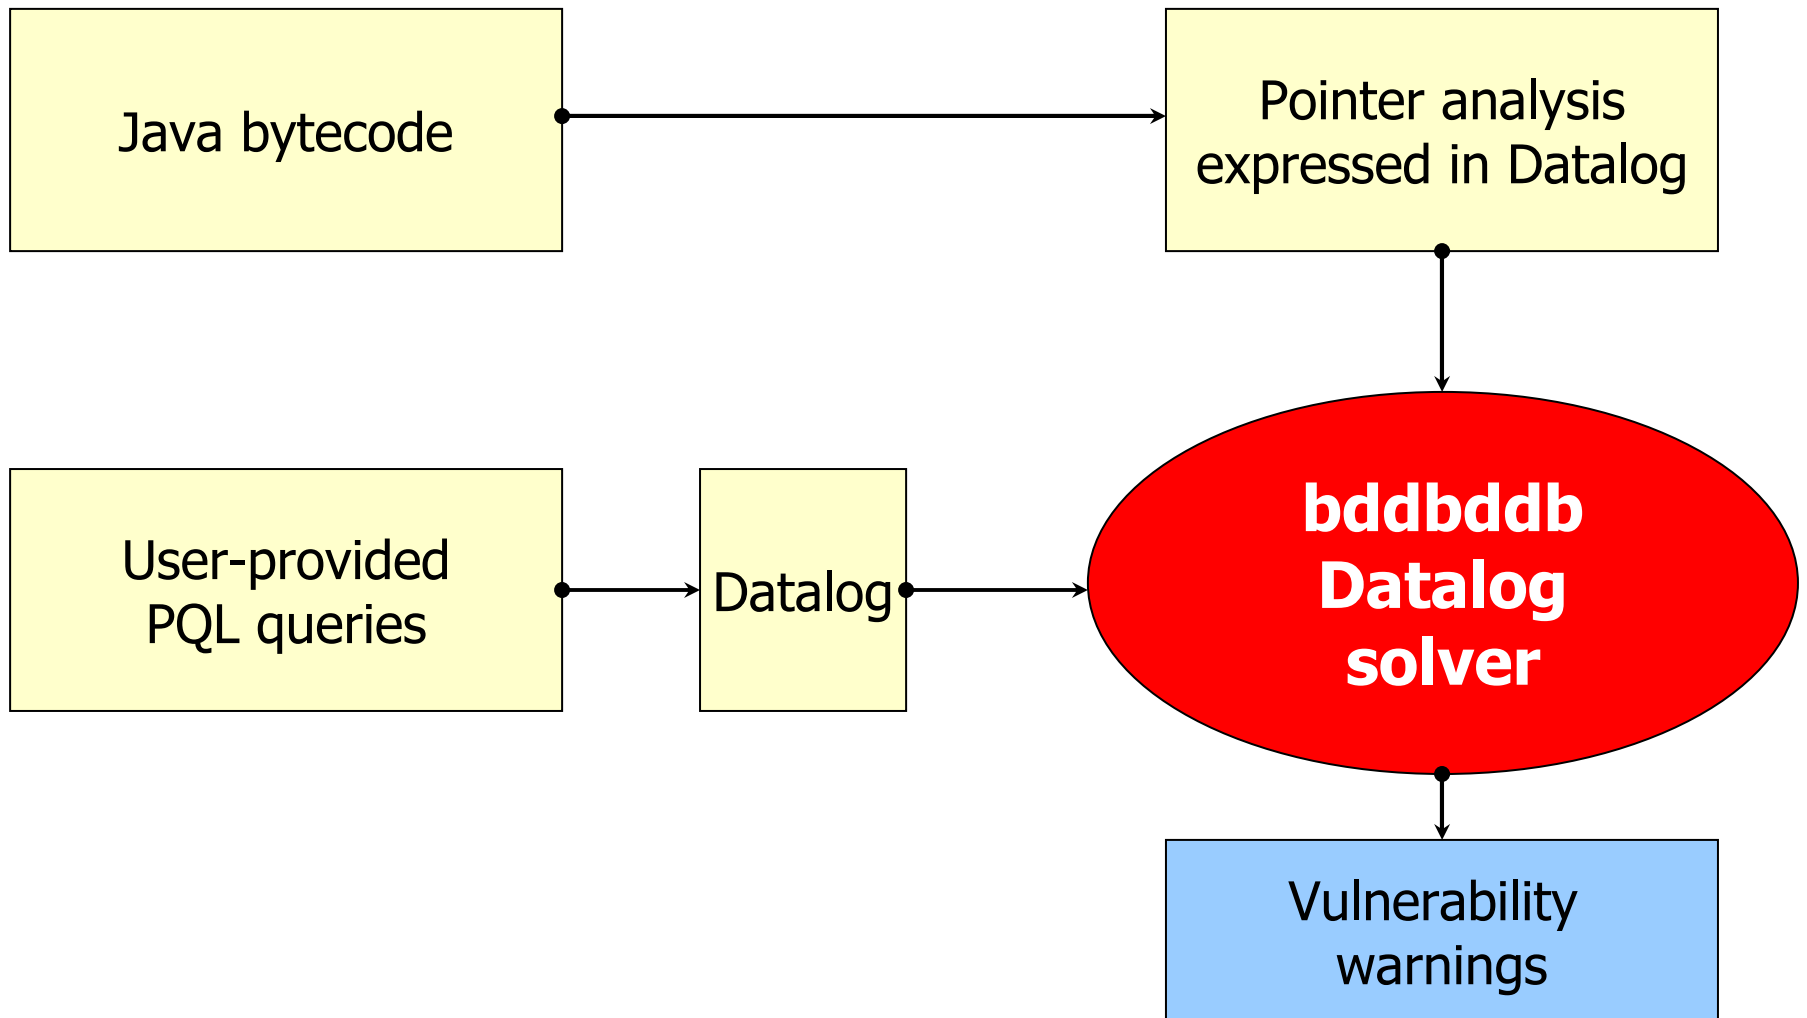 Java bytecode
Pointer analysis
expressed in Datalog
User-provided
PQL queries
Datalog
bddbddb
Datalog
solver
Vulnerability
warnings